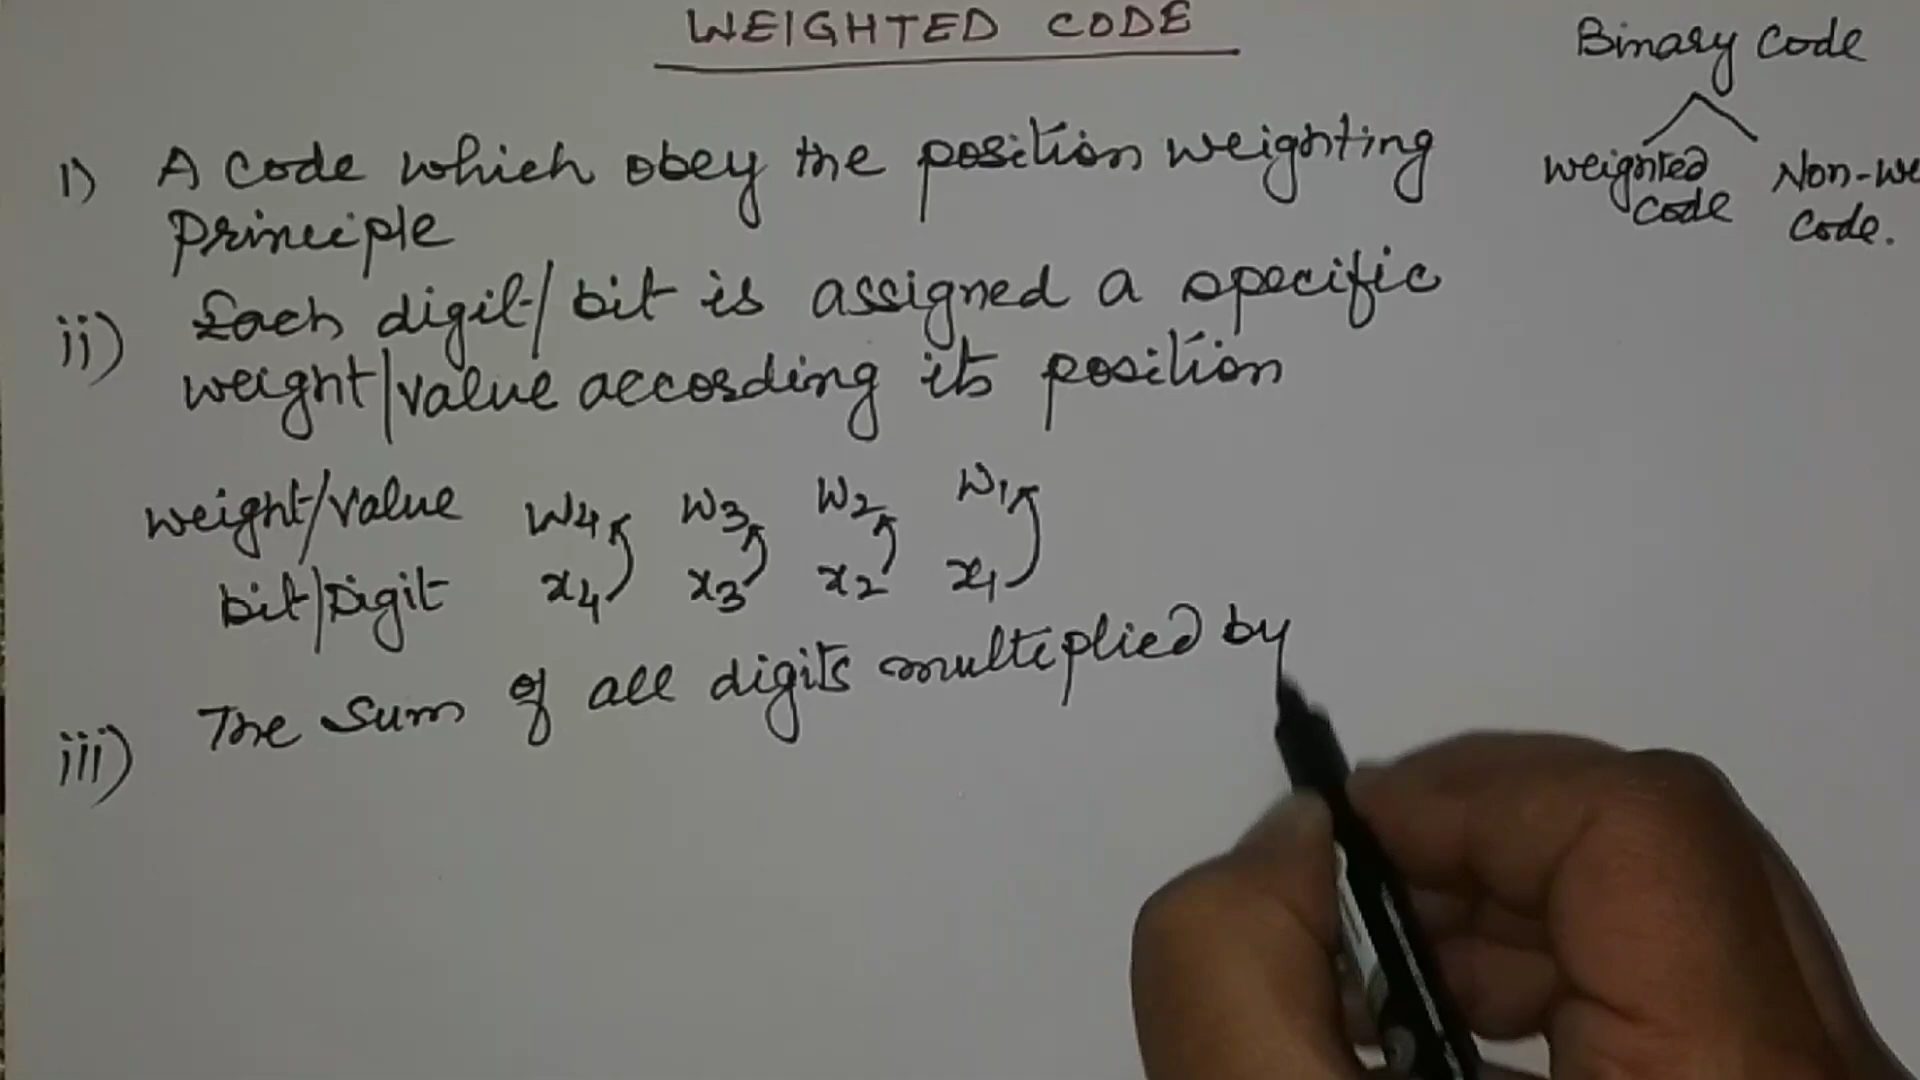 WEIGHTED CODE
Binary Code
weighted code
Non-we
Code.
i) A code which obey the position weighting
principle
ii) Each digit/bit is assigned a specific
weight/value according its position
weight/value W4 W3 W2 W1
bit/Digit x4 x3 x2 x1
iii) The sum of all digits multiplied by